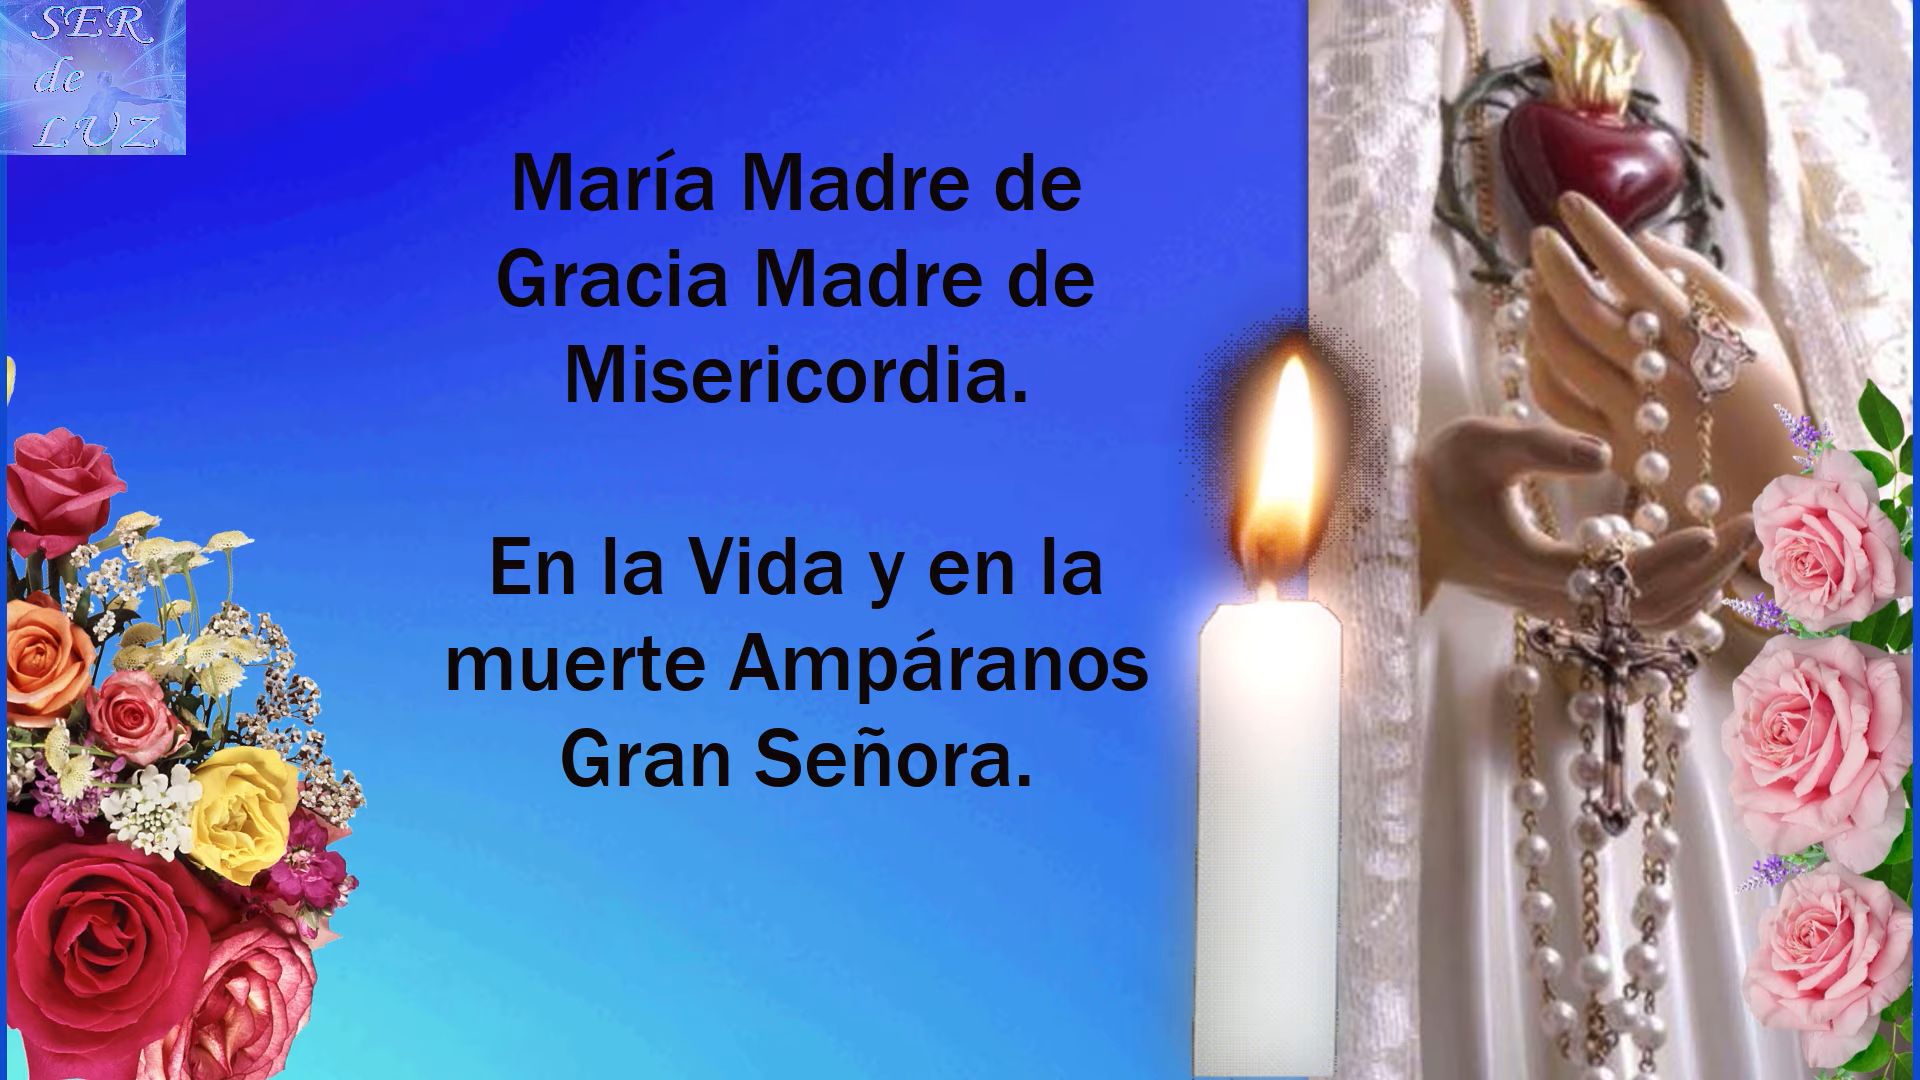 SER
de
LUZ
María Madre de
Gracia Madre de
Misericordia.
En la Vida y en la
muerte Ampáranos
Gran Señora.